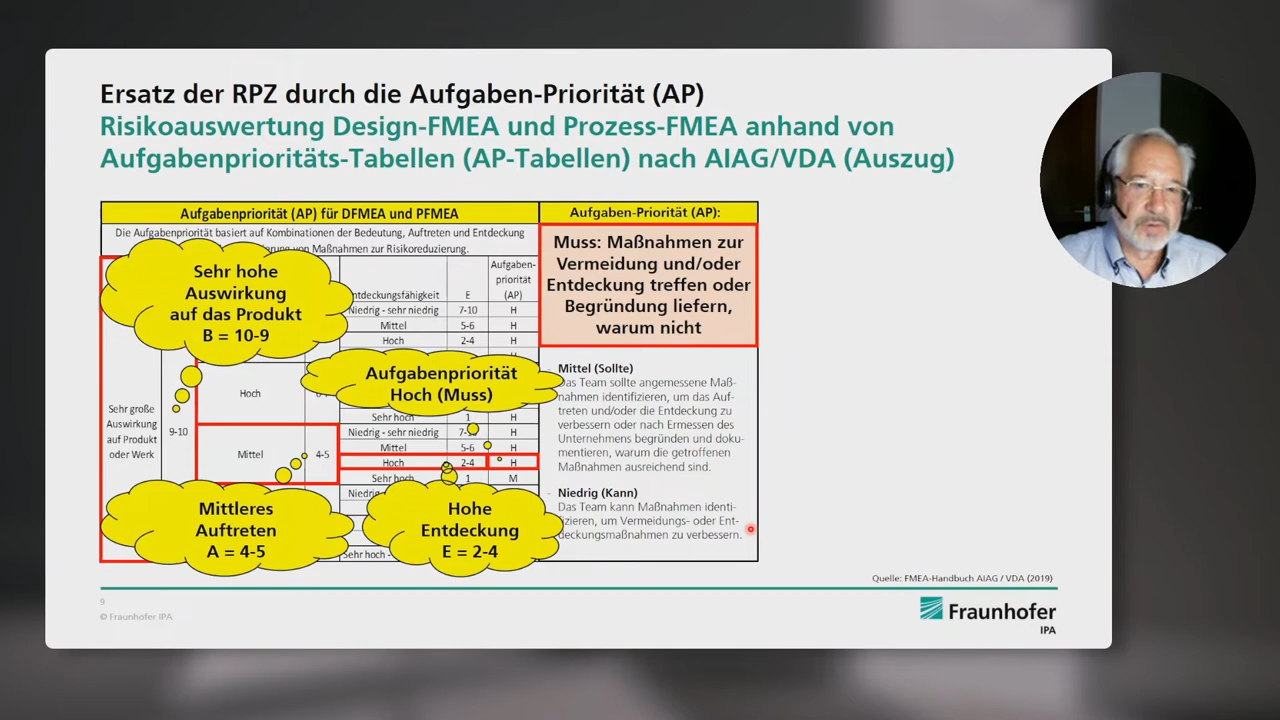 Ersatz der RPZ durch die Aufgaben-Priorität (AP)
Risikoauswertung Design-FMEA und Prozess-FMEA anhand von
Aufgabenprioritäts-Tabellen (AP-Tabellen) nach AIAG/VDA (Auszug)
Aufgabenpriorität (AP) für DFMEA und PFMEA
Die Aufgabenpriorität basiert auf Kombinationen der Bedeutung, Auftreten und Entdeckung
von Maßnahmen zur Risikoreduzierung.
Sehr hohe
Auswirkung
auf das Produkt
B = 10-9
E
Aufgaben-
priorität
(AP)
Niedrig - sehr niedrig 7-10 H
Mittel 5-6 H
Hoch 2-4 H
Aufgabenpriorität
Hoch (Muss)
Hoch
Sehr hoch 1 H
Sehr große
Auswirkung
auf Produkt
oder Werk
9-10
Mittel 4-5
Niedrig - sehr niedrig H
Mittel 5-6 H
Hoch 2-4 H
Sehr hoch 1 M
Mittleres
Auftreten
A = 4-5
Hohe
Entdeckung
E = 2-4
Sehr hoch -
Aufgaben-Priorität (AP):
Muss: Maßnahmen zur
Vermeidung und/oder
Entdeckung treffen oder
Begründung liefern,
warum nicht
- Mittel (Sollte)
Das Team sollte angemessene Maß-
nahmen identifizieren, um das Auf-
treten und/oder die Entdeckung zu
verbessern oder nach Ermessen des
Unternehmens begründen und doku-
mentieren, warum die getroffenen
Maßnahmen ausreichend sind.
- Niedrig (Kann)
Das Team kann Maßnahmen identi-
fizieren, um Vermeidungs- oder Ent-
deckungsmaßnahmen zu verbessern.
Quelle: FMEA-Handbuch AIAG / VDA (2019)
9
© Fraunhofer IPA
Fraunhofer
IPA